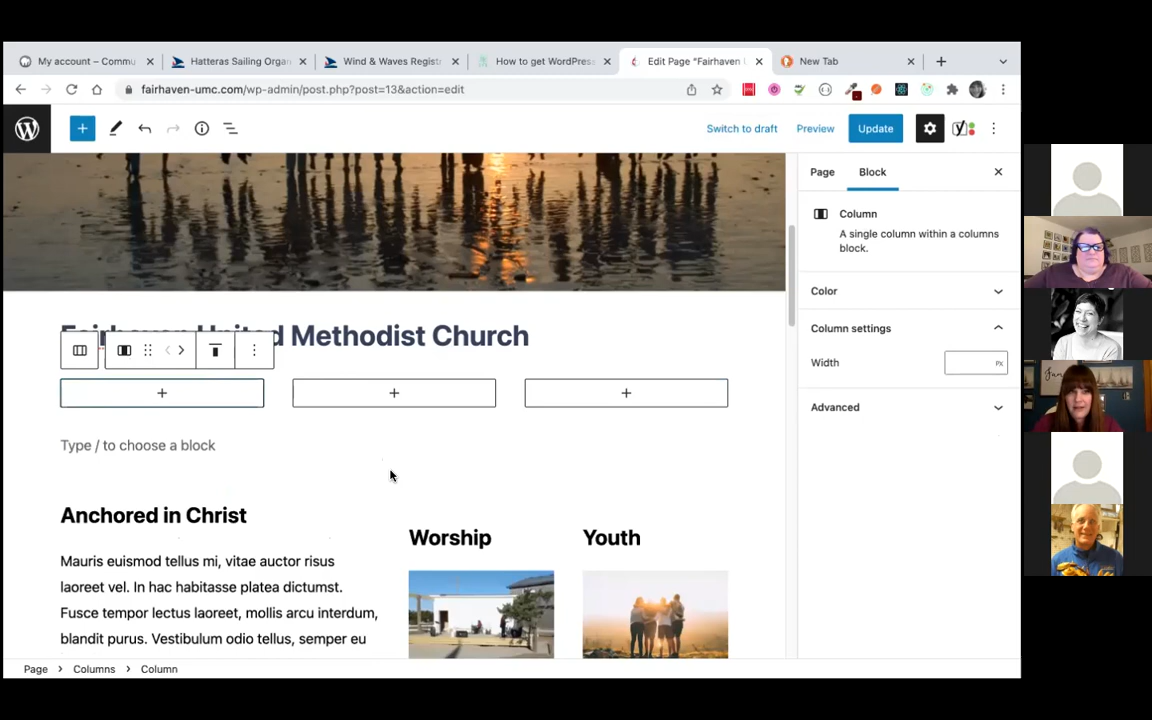 My account – Commu
Hatteras Sailing Organ
Wind & Waves Registr
How to get WordPress
Edit Page “Fairhaven
New Tab
fairhaven-umc.com/wp-admin/post.php?post=13&action=edit
Switch to draft
Preview
Update
Page
Block
Column
A single column within a columns
block.
Color
Column settings
Width
PX
Advanced
Fairhaven United Methodist Church
Type / to choose a block
Anchored in Christ
Mauris euismod tellus mi, vitae auctor risus
laoreet vel. In hac habitasse platea dictumst.
Fusce tempor lectus laoreet, mollis arcu interdum,
blandit purus. Vestibulum odio tellus, semper eu
Worship
Youth
Page > Columns > Column